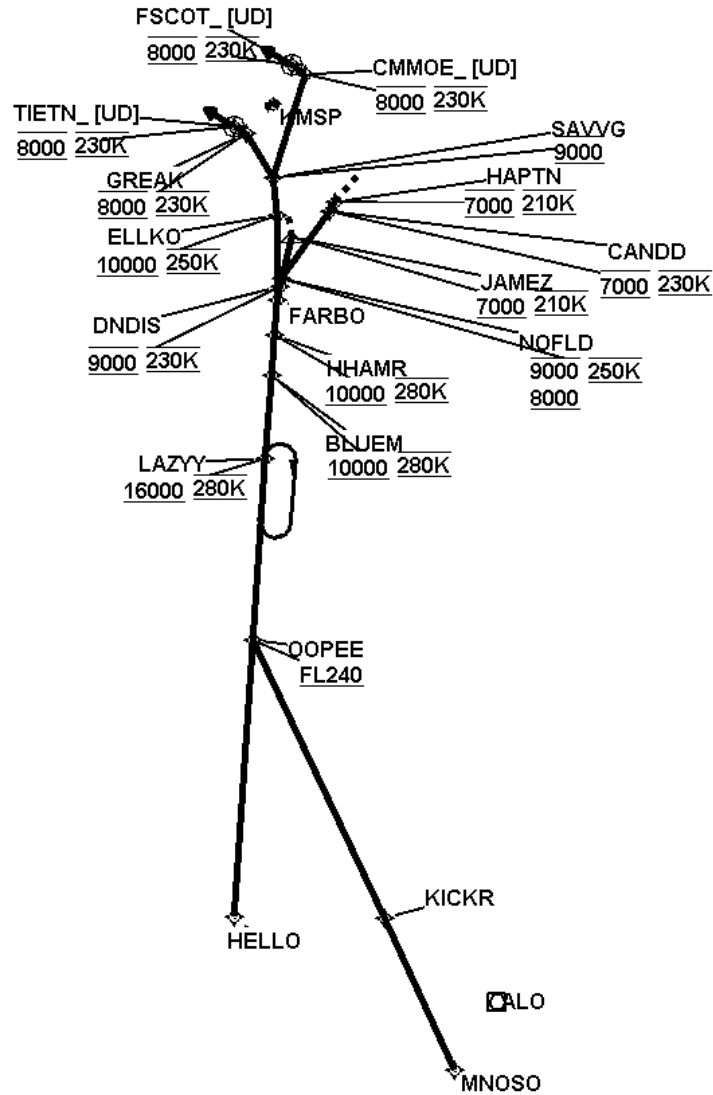 FSCOT_ [UD]
8000 230K
CMMOE_ [UD]
8000 230K
TIETN_ [UD]
8000 230K
KMSP
SAVVG
9000
GREAK
8000 230K
HAPTN
7000 210K
ELLKO
10000 250K
CANDD
7000 230K
JAMEZ
7000 210K
DNDIS
9000 230K
FARBO
NOFLD
9000 250K
8000
HHAMR
10000 280K
BLUEM
10000 280K
LAZYY
16000 280K
OOPEE
FL240
KICKR
HELLO
ALO
MNOSO